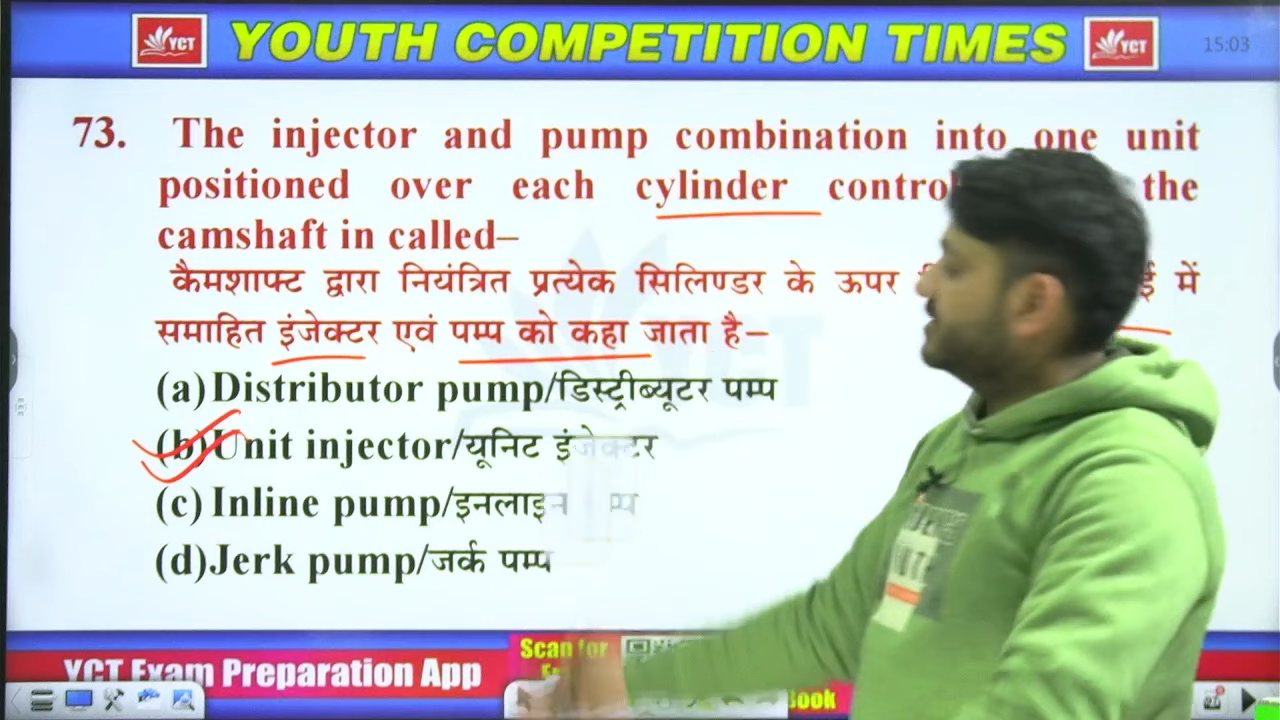 YCT YOUTH COMPETITION TIMES YCT 15:03
73. The injector and pump combination into one unit
positioned over each cylinder the
camshaft in called–
कैमशाफ्ट द्वारा नियंत्रित प्रत्येक सिलिण्डर के ऊपर में
समाहित इंजेक्टर एवं पम्प को कहा जाता है–
(a) Distributor pump/डिस्ट्रीब्यूटर पम्प
(b) Unit injector/यूनिट इंजेक्टर
(c) Inline pump/इनलाइन पम्प
(d) Jerk pump/जर्क पम्प
YCT Exam Preparation App
Scan for
Book